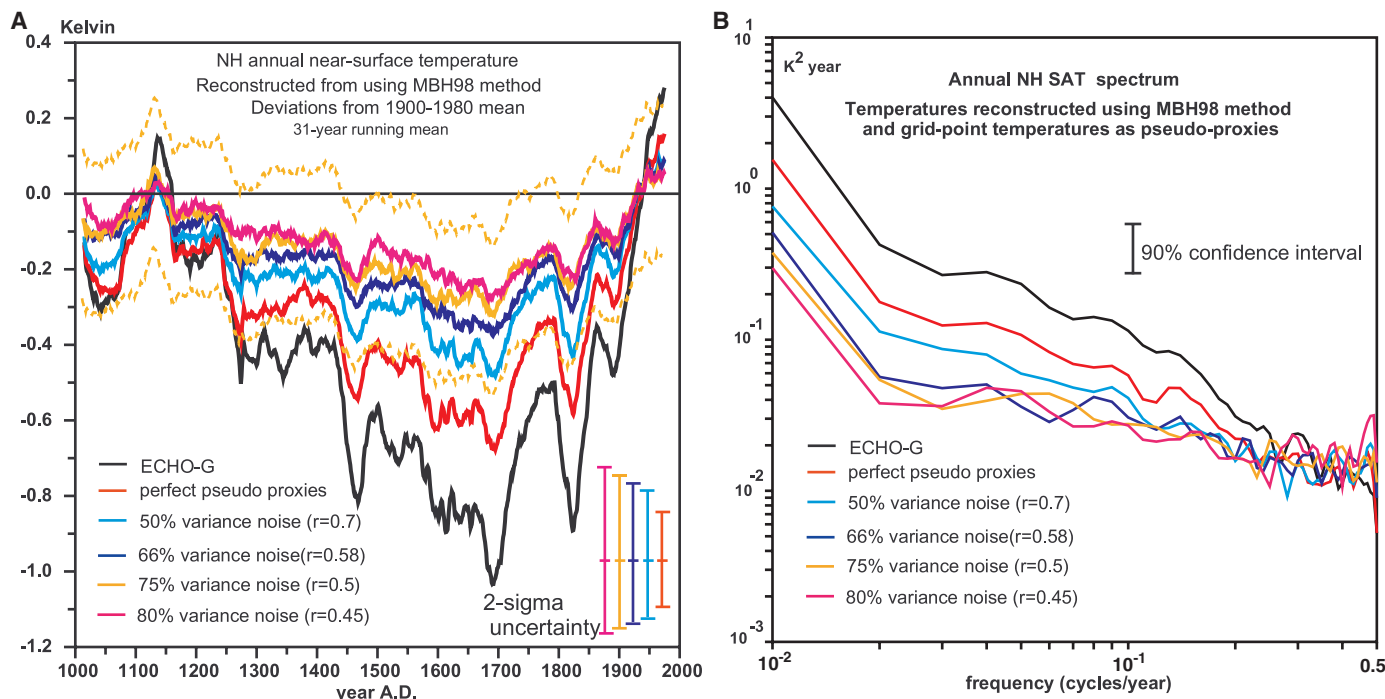 A
Kelvin
0.4
0.2
0.0
-0.2
-0.4
-0.6
-0.8
-1.0
-1.2
NH annual near-surface temperature
Reconstructed from using MBH98 method
Deviations from 1900-1980 mean
31-year running mean
ECHO-G
perfect pseudo proxies
50% variance noise (r=0.7)
66% variance noise(r=0.58)
75% variance noise (r=0.5)
80% variance noise (r=0.45)
2-sigma
uncertainty
1000 1100 1200 1300 1400 1500 1600 1700 1800 1900 2000
year A.D.
B
10 1
10 0
10 -1
10 -2
10 -3
K2 year
Annual NH SAT spectrum
Temperatures reconstructed using MBH98 method
and grid-point temperatures as pseudo-proxies
90% confidence interval
ECHO-G
perfect pseudo proxies
50% variance noise (r=0.7)
66% variance noise(r=0.58)
75% variance noise (r=0.5)
80% variance noise (r=0.45)
10-2 10-1 0.5
frequency (cycles/year)